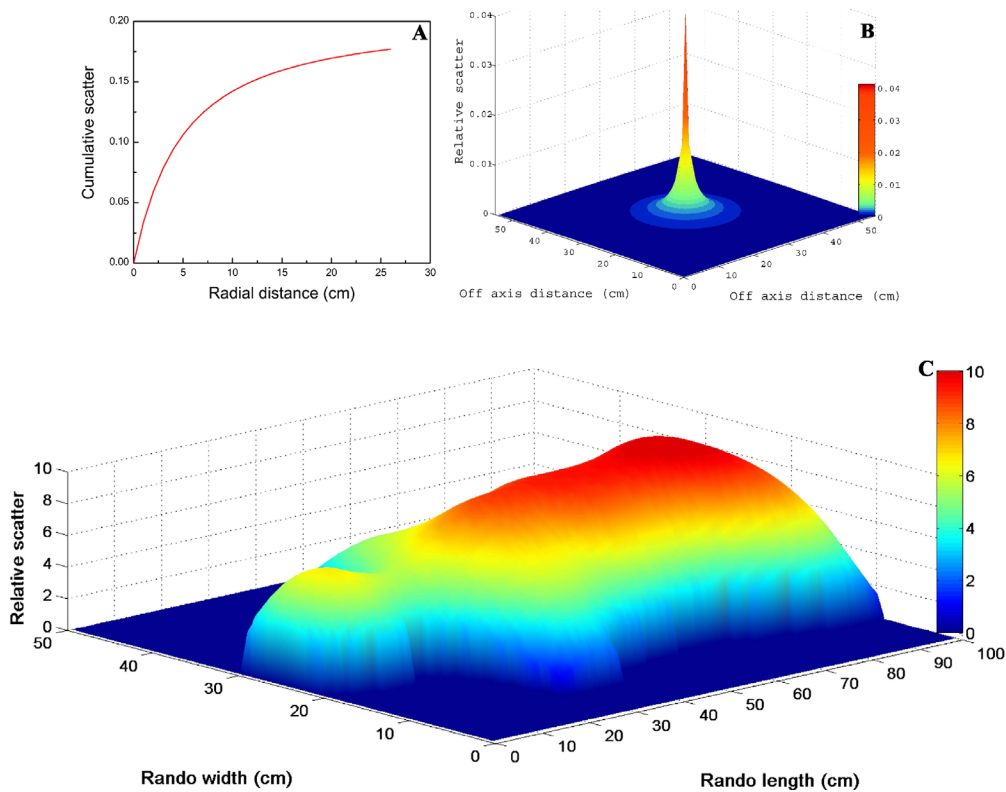 A
0.20
0.15
0.10
0.05
0.00
Cumulative scatter
0 5 10 15 20 25 30
Radial distance (cm)
B
0.04
0.03
0.02
0.01
0
Relative scatter
50 40 30 20 10 0
Off axis distance (cm)
0 10 20 30 40 50
Off axis distance (cm)
0.04
0.03
0.02
0.01
0
C
10
8
6
4
2
0
Relative scatter
50 40 30 20 10 0
Rando width (cm)
0 10 20 30 40 50 60 70 80 90 100
Rando length (cm)
10
8
6
4
2
0